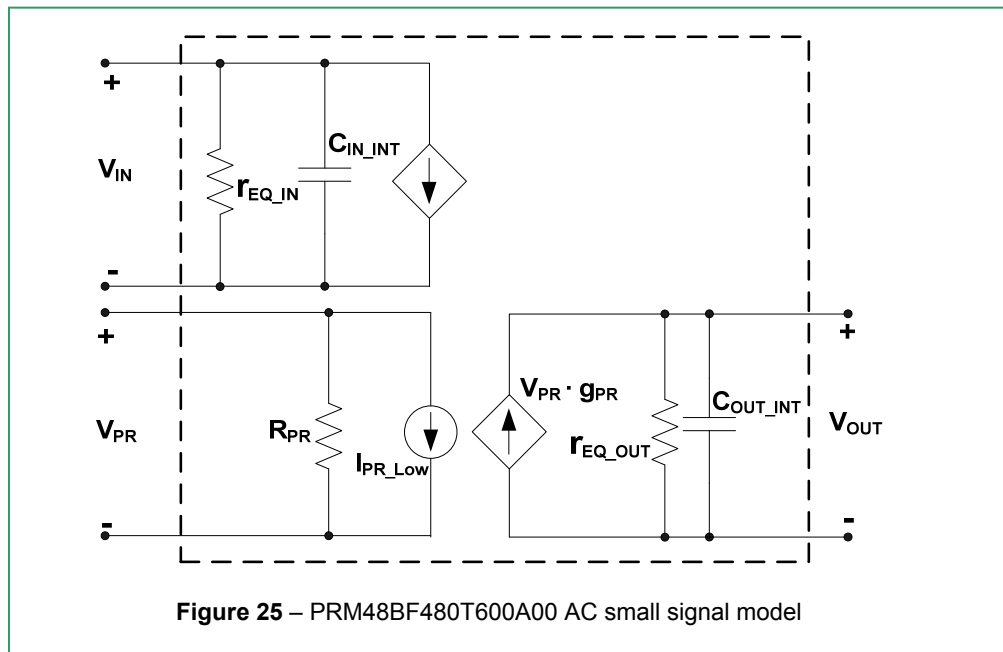 +
V_IN
-
r_EQ_IN
C_IN_INT
+
V_PR
-
R_PR
I_PR_Low
V_PR · g_PR
r_EQ_OUT
C_OUT_INT
+
V_OUT
-
Figure 25 – PRM48BF480T600A00 AC small signal model